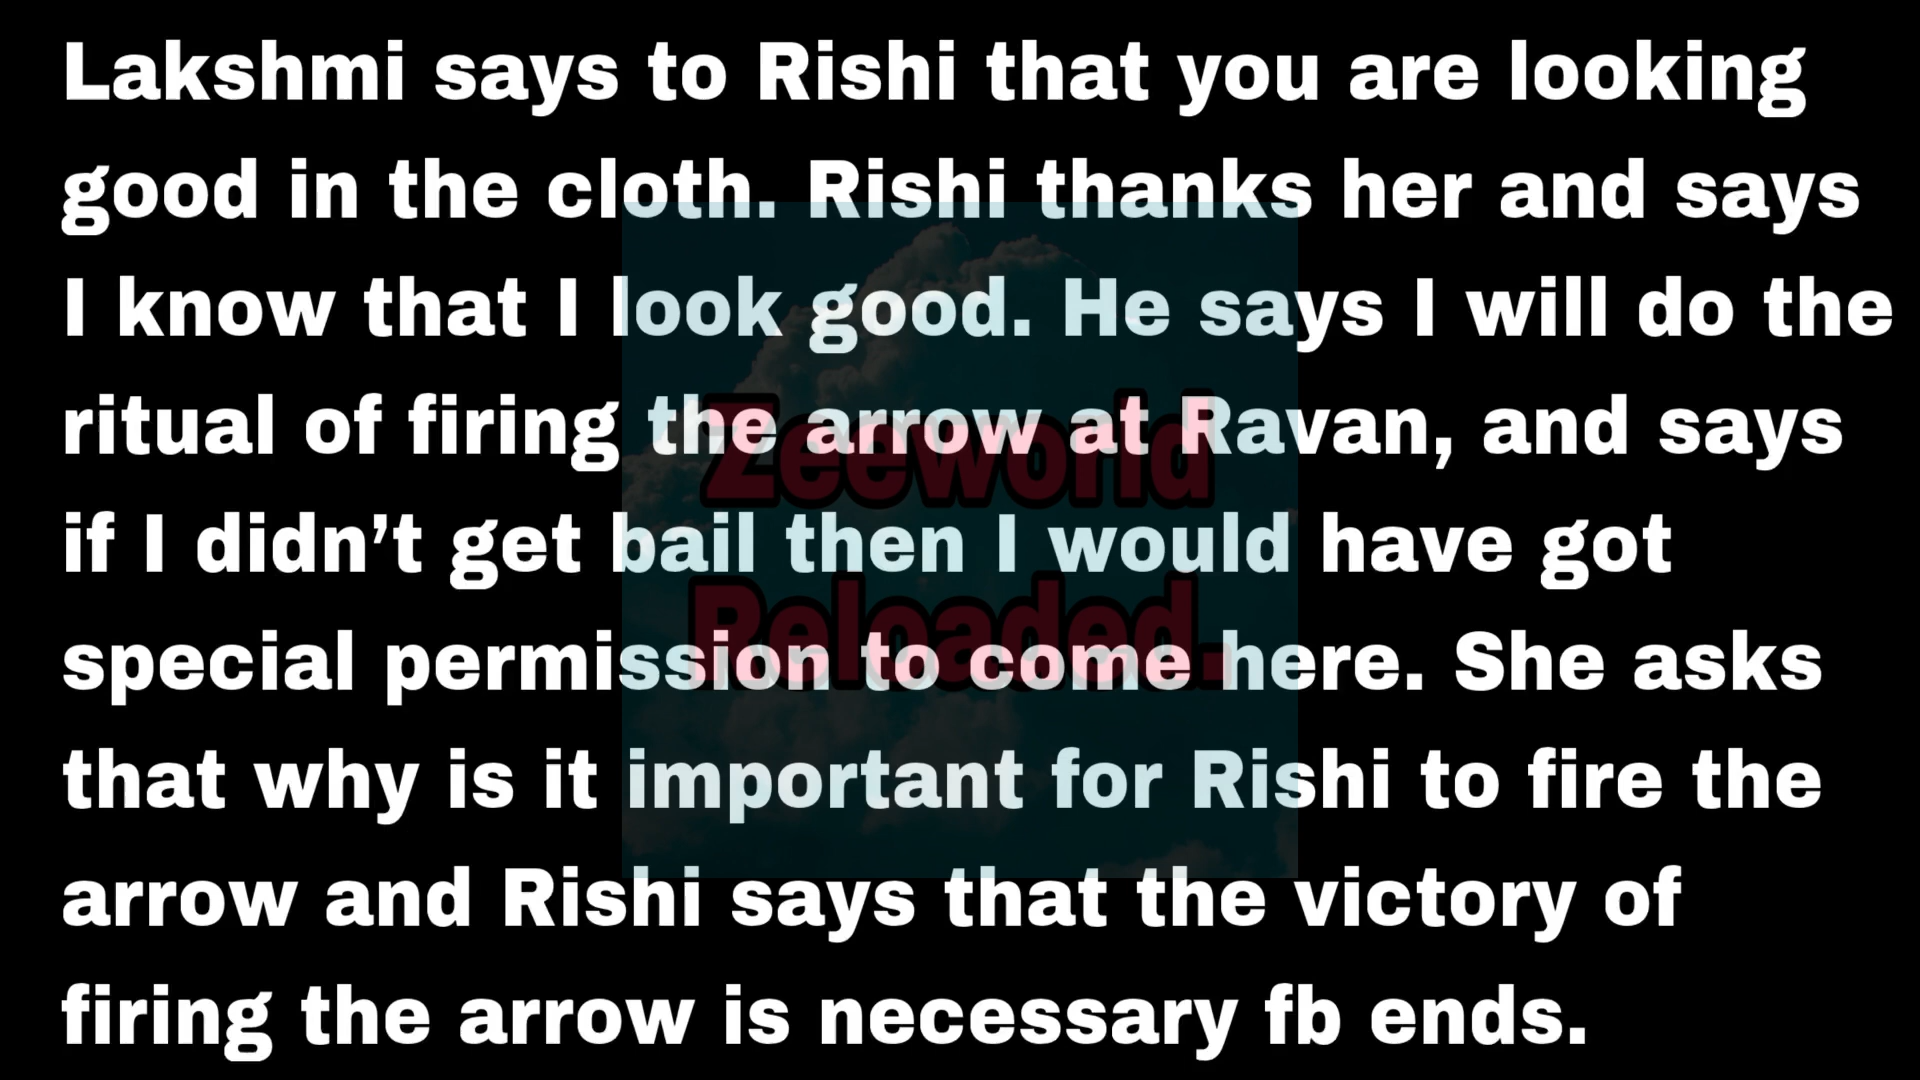 Lakshmi says to Rishi that you are looking
good in the cloth. Rishi thanks her and says
I know that I look good. He says I will do the
ritual of firing the arrow at Ravan, and says
if I didn’t get bail then I would have got
special permission to come here. She asks
that why is it important for Rishi to fire the
arrow and Rishi says that the victory of
firing the arrow is necessary fb ends.
Zeeworld
Reloaded.